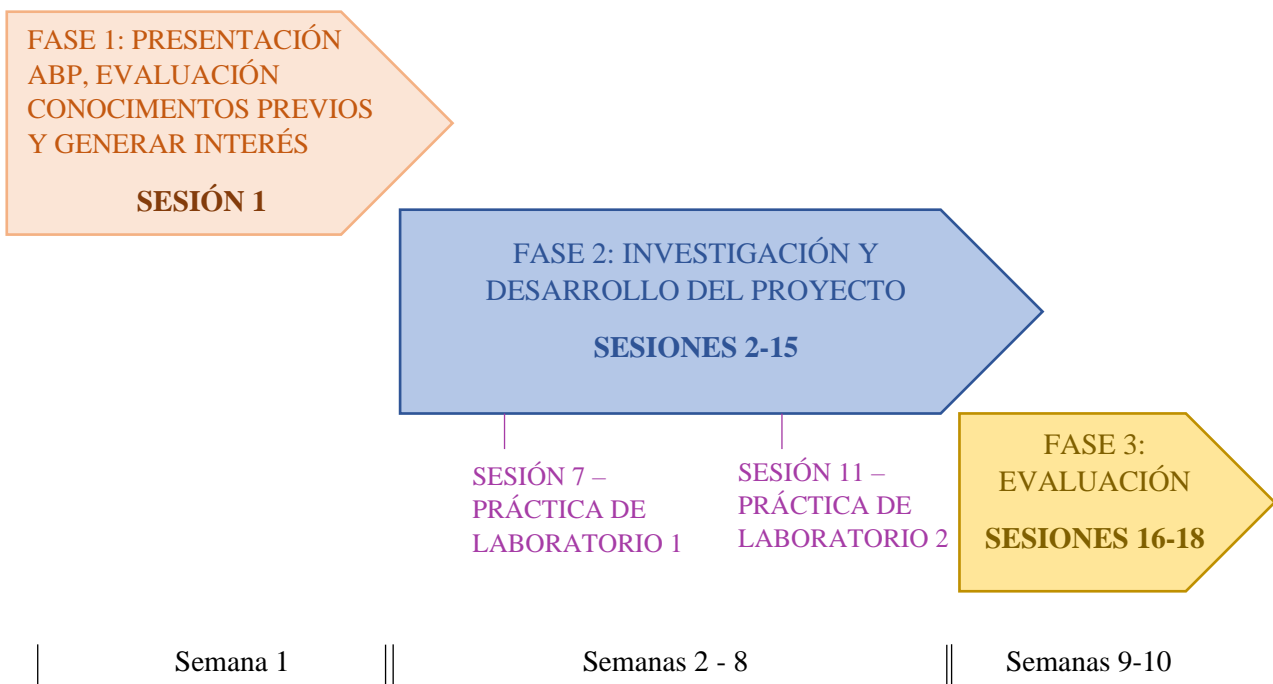 FASE 1: PRESENTACIÓN
ABP, EVALUACIÓN
CONOCIMENTOS PREVIOS
Y GENERAR INTERÉS
SESIÓN 1
FASE 2: INVESTIGACIÓN Y
DESARROLLO DEL PROYECTO
SESIONES 2-15
SESIÓN 7 –
PRÁCTICA DE
LABORATORIO 1
SESIÓN 11 –
PRÁCTICA DE
LABORATORIO 2
FASE 3:
EVALUACIÓN
SESIONES 16-18
Semana 1
Semanas 2 - 8
Semanas 9-10